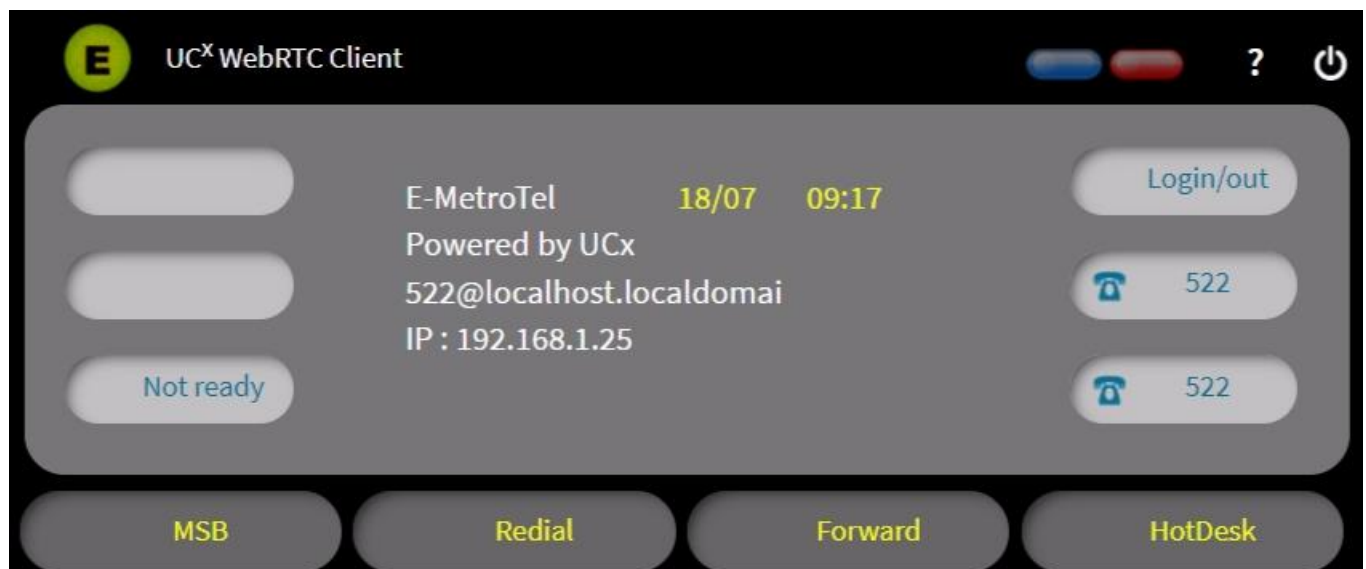 E
UCX WebRTC Client
?
Login/out
E-MetroTel 18/07 09:17
Powered by UCx
522@localhost.localdomai
522
IP : 192.168.1.25
Not ready
522
MSB
Redial
Forward
HotDesk